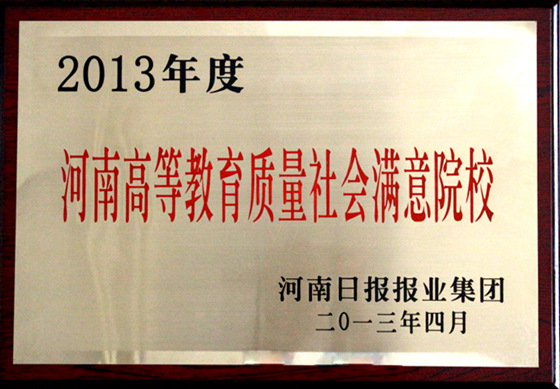 2013年度
河南高等教育质量社会满意院校
河南日报报业集团
二〇一三年四月